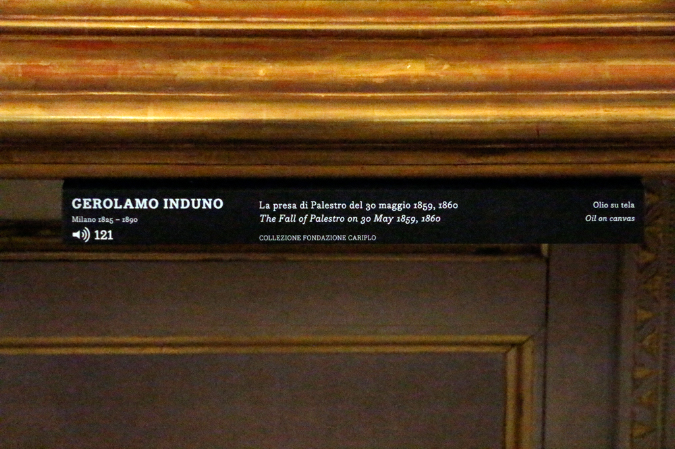 GEROLAMO INDUNO
Milano 1825 – 1890
121
La presa di Palestro del 30 maggio 1859, 1860
The Fall of Palestro on 30 May 1859, 1860
COLLEZIONE FONDAZIONE CARIPLO
Olio su tela
Oil on canvas